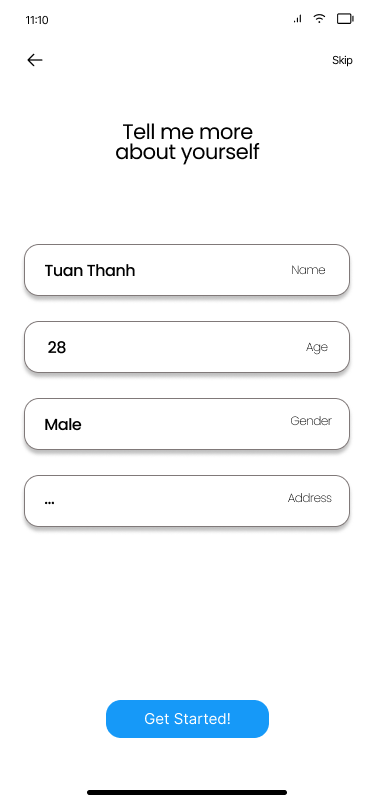 11:10
Skip
Tell me more
about yourself
Tuan Thanh Name
28 Age
Male Gender
... Address
Get Started!